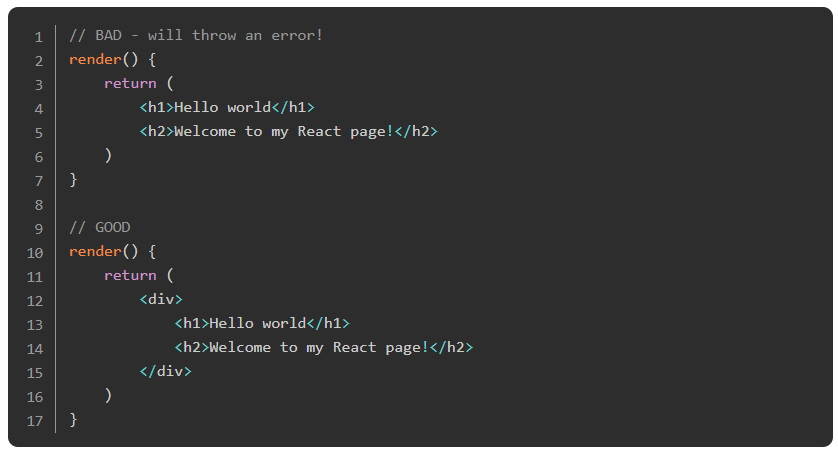 1 // BAD - will throw an error!
2 render() {
3     return (
4         <h1>Hello world</h1>
5         <h2>Welcome to my React page!</h2>
6     )
7 }
8
9 // GOOD
10 render() {
11     return (
12         <div>
13             <h1>Hello world</h1>
14             <h2>Welcome to my React page!</h2>
15         </div>
16     )
17 }